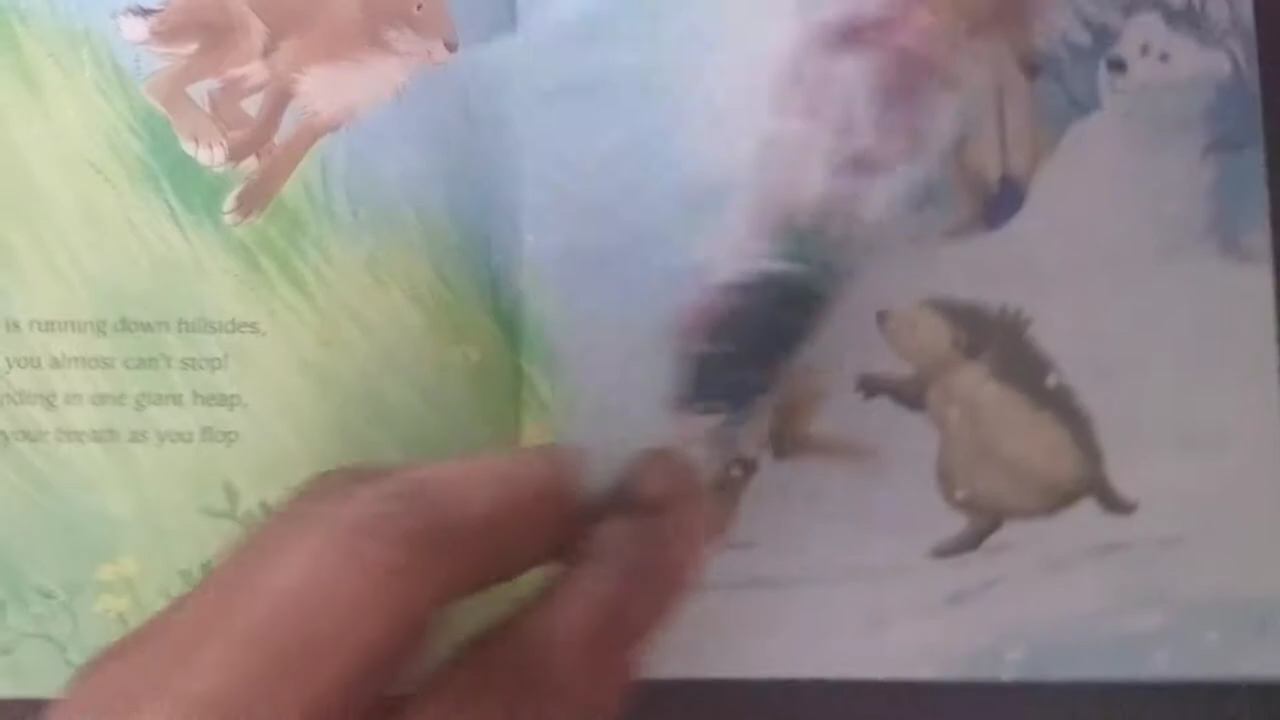 is running down hillsides,
you almost can't stop!
nding in one giant heap,
your breath as you flop